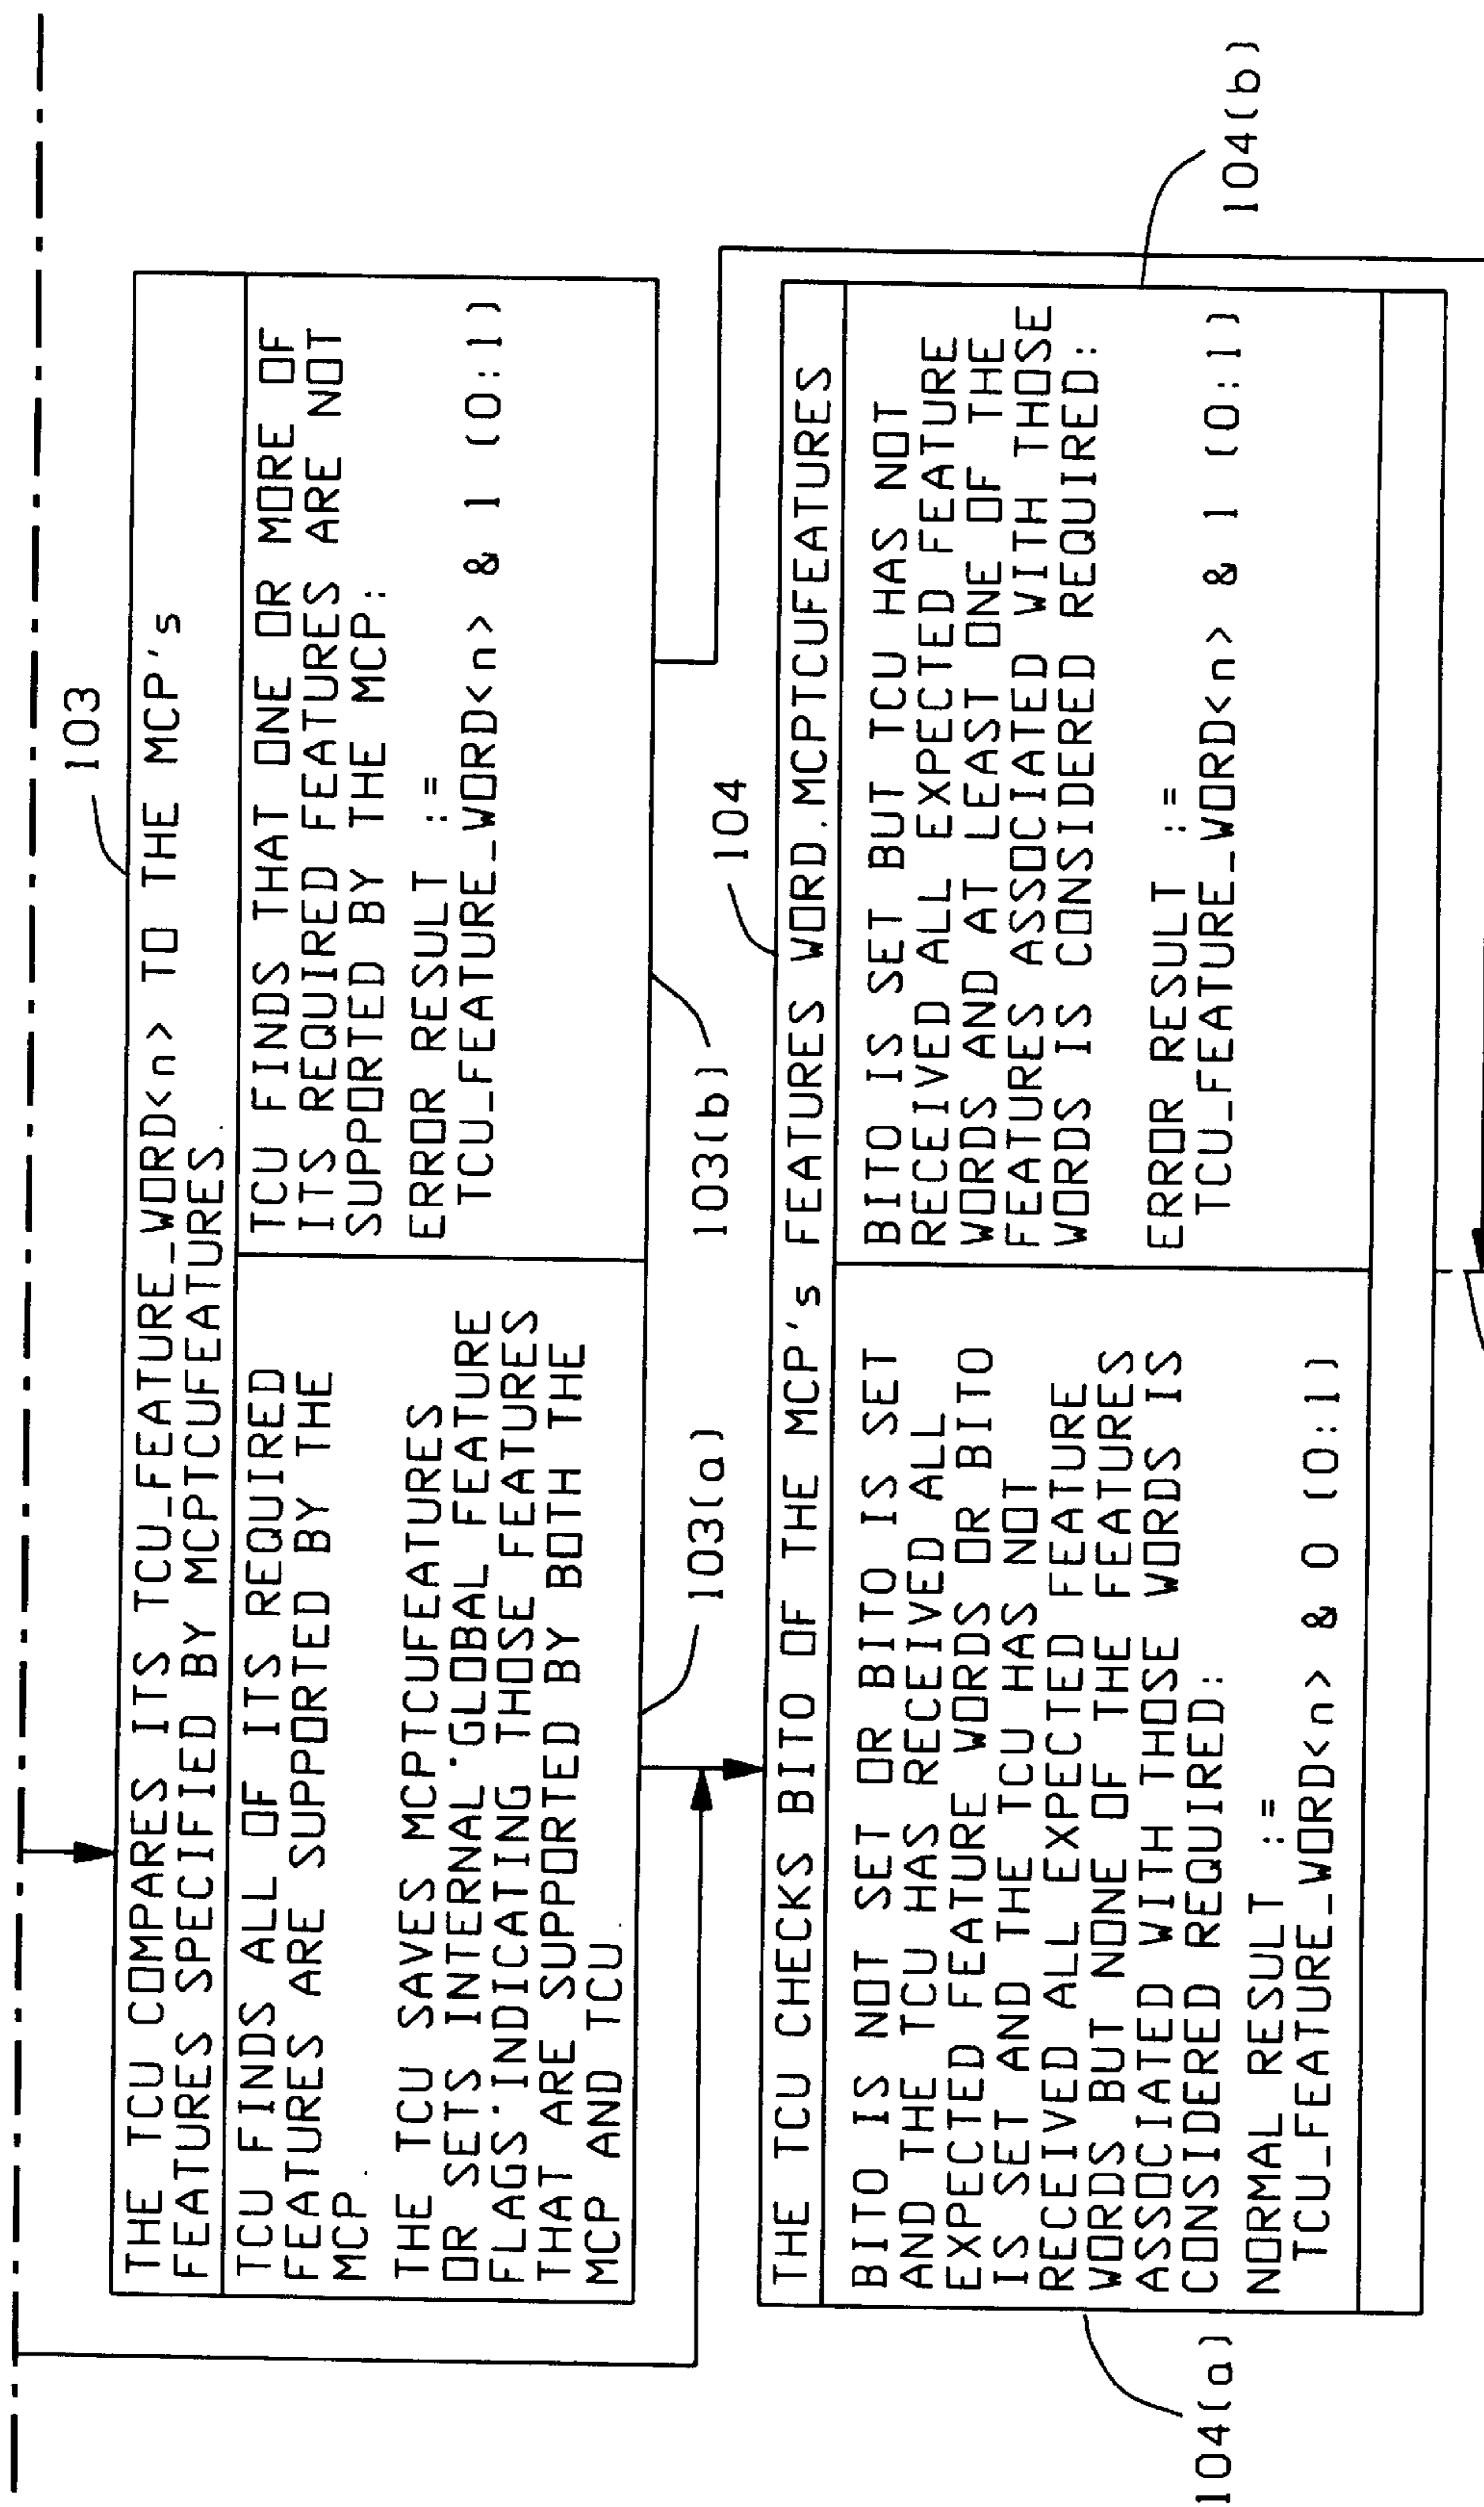 103
THE TCU COMPARES ITS TCU_FEATURE_WORD<n> TO THE MCP's
FEATURES SPECIFIED BY MCPTCUFEATURES.
TCU FINDS ALL OF ITS REQUIRED
FEATURES ARE SUPPORTED BY THE
MCP.
THE TCU SAVES MCPTCUFEATURES
OR SETS INTERNAL'GLOBAL FEATURE
FLAGS'INDICATING THOSE FEATURES
THAT ARE SUPPORTED BY BOTH THE
MCP AND TCU.
TCU FINDS THAT ONE OR MORE OF
ITS REQUIRED FEATURES ARE NOT
SUPPORTED BY THE MCP:
ERROR RESULT :=
TCU_FEATURE_WORD<n> & 1 (0:1)
103(a)
103(b)
104
THE TCU CHECKS BITO OF THE MCP's FEATURES WORD.MCPTCUFEATURES
BITO IS NOT SET OR BITO IS SET
AND THE TCU HAS RECEIVED ALL
EXPECTED FEATURE WORDS OR BITO
IS SET AND THE TCU HAS NOT
RECEIVED ALL EXPECTED FEATURE
WORDS BUT NONE OF THE FEATURES
ASSOCIATED WITH THOSE WORDS IS
CONSIDERED REQUIRED:
NORMAL RESULT :=
TCU_FEATURE_WORD<n> & 0 (0:1)
BITO IS SET BUT TCU HAS NOT
RECEIVED ALL EXPECTED FEATURE
WORDS AND AT LEAST ONE OF THE
FEATURES ASSOCIATED WITH THOSE
WORDS IS CONSIDERED REQUIRED:
ERROR RESULT :=
TCU_FEATURE_WORD<n> & 1 (0:1)
104(a)
104(b)